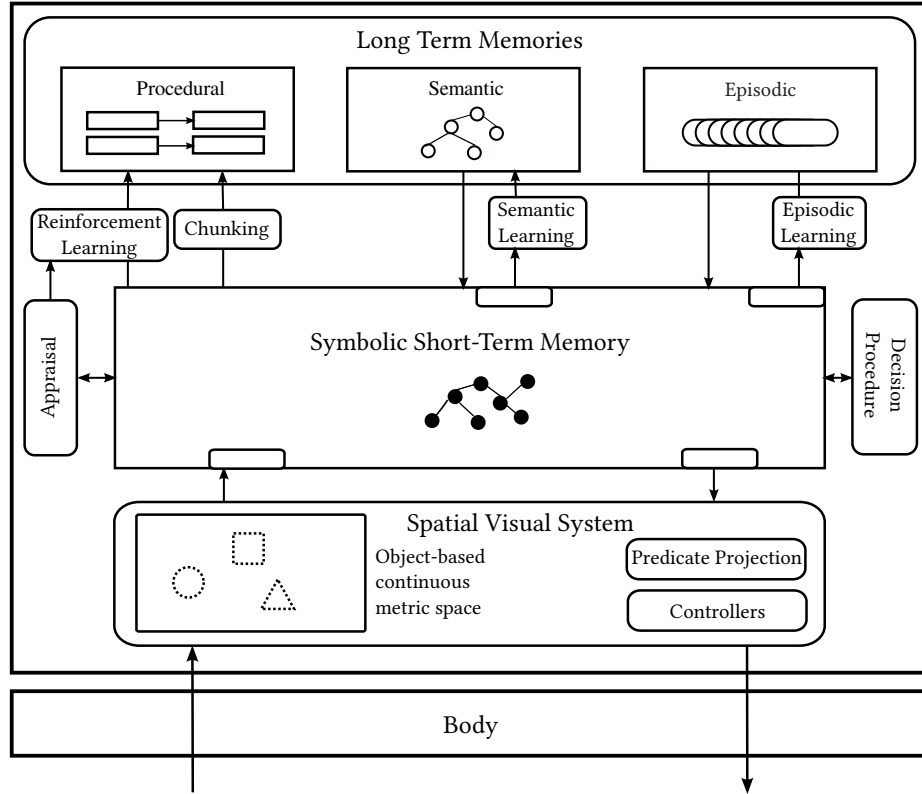 Long Term Memories
Procedural
Semantic
Episodic
Reinforcement
Learning
Chunking
Semantic
Learning
Episodic
Learning
Appraisal
Symbolic Short-Term Memory
Decision
Procedure
Spatial Visual System
Object-based
continuous
metric space
Predicate Projection
Controllers
Body